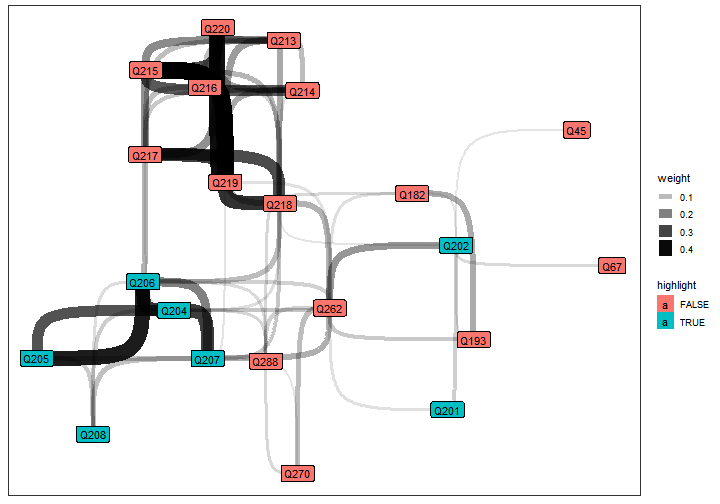 Q220
Q213
Q215
Q216
Q214
Q45
Q217
Q219
Q182
Q218
Q202
Q67
Q206
Q204
Q262
Q193
Q205
Q207
Q288
Q201
Q208
Q270
weight
0.1
0.2
0.3
0.4
highlight
a FALSE
a TRUE